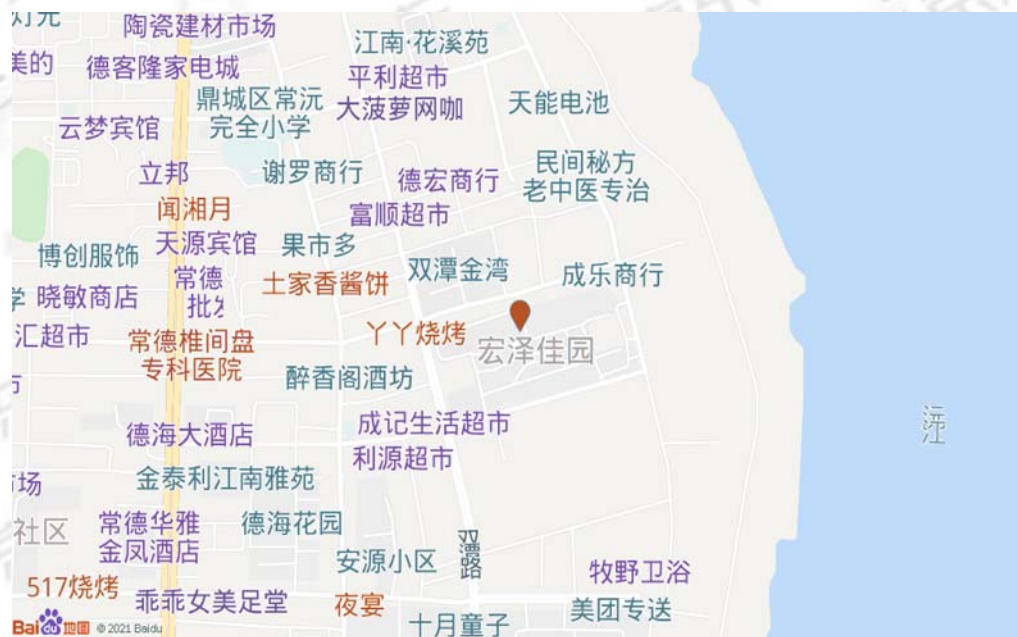 灯光
陶瓷建材市场
江南·花溪苑
美的
德客隆家电城
平利超市
鼎城区常沅
完全小学
大菠萝网咖
天能电池
云梦宾馆
民间秘方
老中医专治
立邦
谢罗商行
德宏商行
闻湘月
富顺超市
博创服饰
天源宾馆
果市多
双潭金湾
成乐商行
常德
批发
土家香酱饼
学
晓敏商店
汇超市
常德椎间盘
专科医院
丫丫烧烤
宏泽佳园
醉香阁酒坊
成记生活超市
德海大酒店
沅江
利源超市
市场
金泰利江南雅苑
社区
常德华雅
金凤酒店
德海花园
双潭路
安源小区
517烧烤
牧野卫浴
乖乖女美足堂
夜宴
美团专送
十月童子
Bai du 地图 © 2021 Baidu